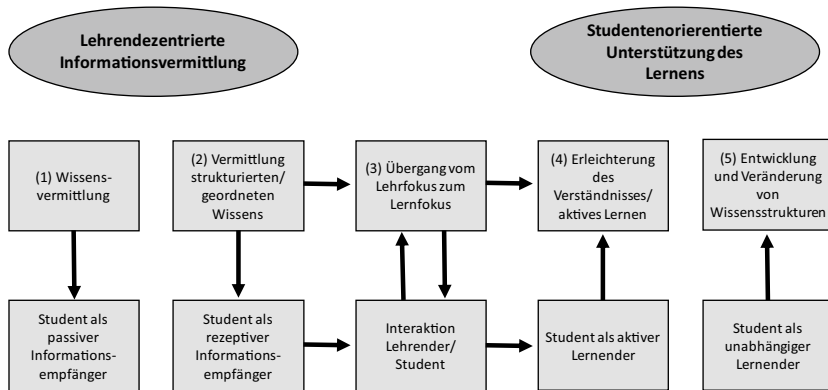 Lehrendezentrierte
Informationsvermittlung
Studentenorierentierte
Unterstützung des
Lernens
(1) Wissens-
vermittlung
(2) Vermittlung
strukturierten/
geordneten
Wissens
(3) Übergang vom
Lehrfokus zum
Lernfokus
(4) Erleichterung
des
Verständnisses/
aktives Lernen
(5) Entwicklung
und Veränderung
von
Wissensstrukturen
Student als
passiver
Informations-
empfänger
Student als
rezeptiver
Informations-
empfänger
Interaktion
Lehrender/
Student
Student als aktiver
Lernender
Student als
unabhängiger
Lernender